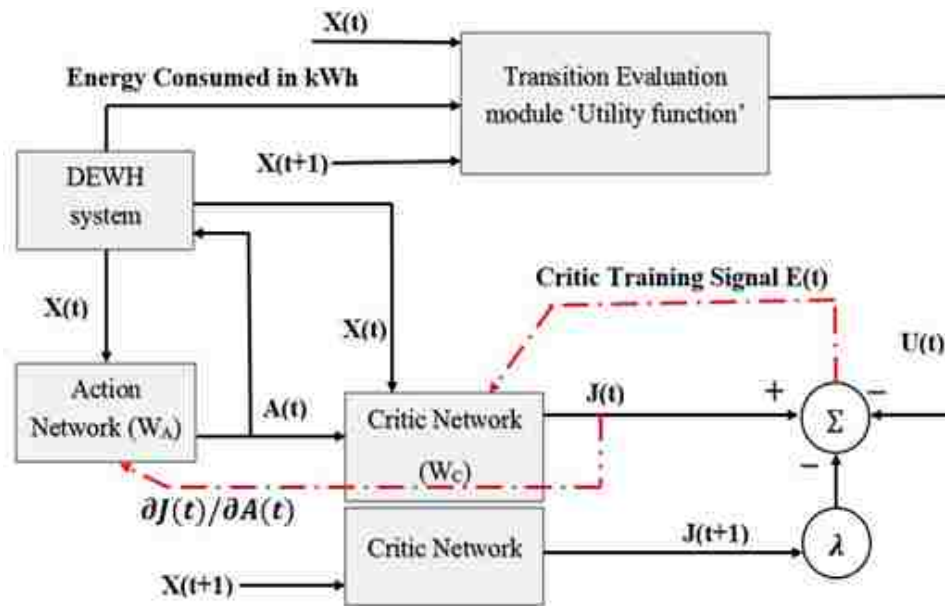 X(t)
Energy Consumed in kWh
Transition Evaluation
module ‘Utility function’
X(t+1)
DEWH
system
X(t)
X(t)
Critic Training Signal E(t)
U(t)
Action
Network (WA)
A(t)
Critic Network
(WC)
J(t)
+
−
Σ
−
∂J(t)/∂A(t)
Critic Network
J(t+1)
λ
X(t+1)